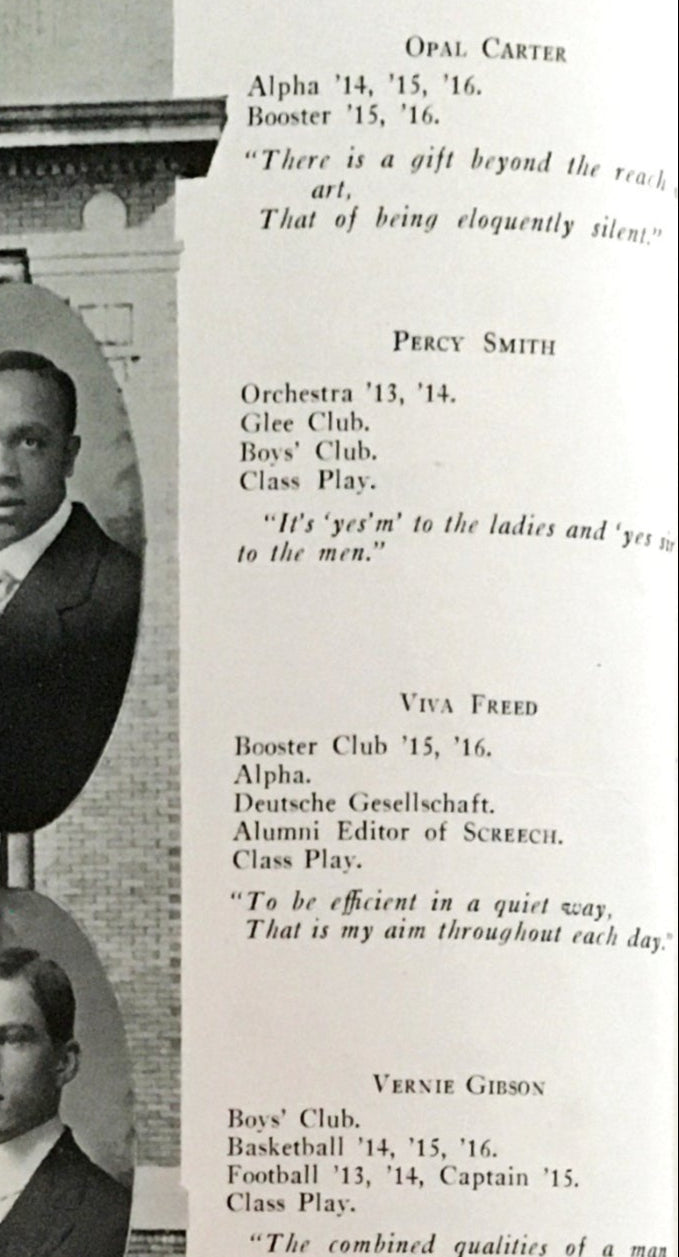 OPAL CARTER
Alpha '14, '15, '16.
Booster '15, '16.
"There is a gift beyond the reach
art,
That of being eloquently silent."
PERCY SMITH
Orchestra '13, '14.
Glee Club.
Boys' Club.
Class Play.
"It's 'yes'm' to the ladies and 'yes sir
to the men."
VIVA FREED
Booster Club '15, '16.
Alpha.
Deutsche Gesellschaft.
Alumni Editor of SCREECH.
Class Play.
"To be efficient in a quiet way,
That is my aim throughout each day."
VERNIE GIBSON
Boys' Club.
Basketball '14, '15, '16.
Football '13, '14, Captain '15.
Class Play.
"The combined qualities of a man